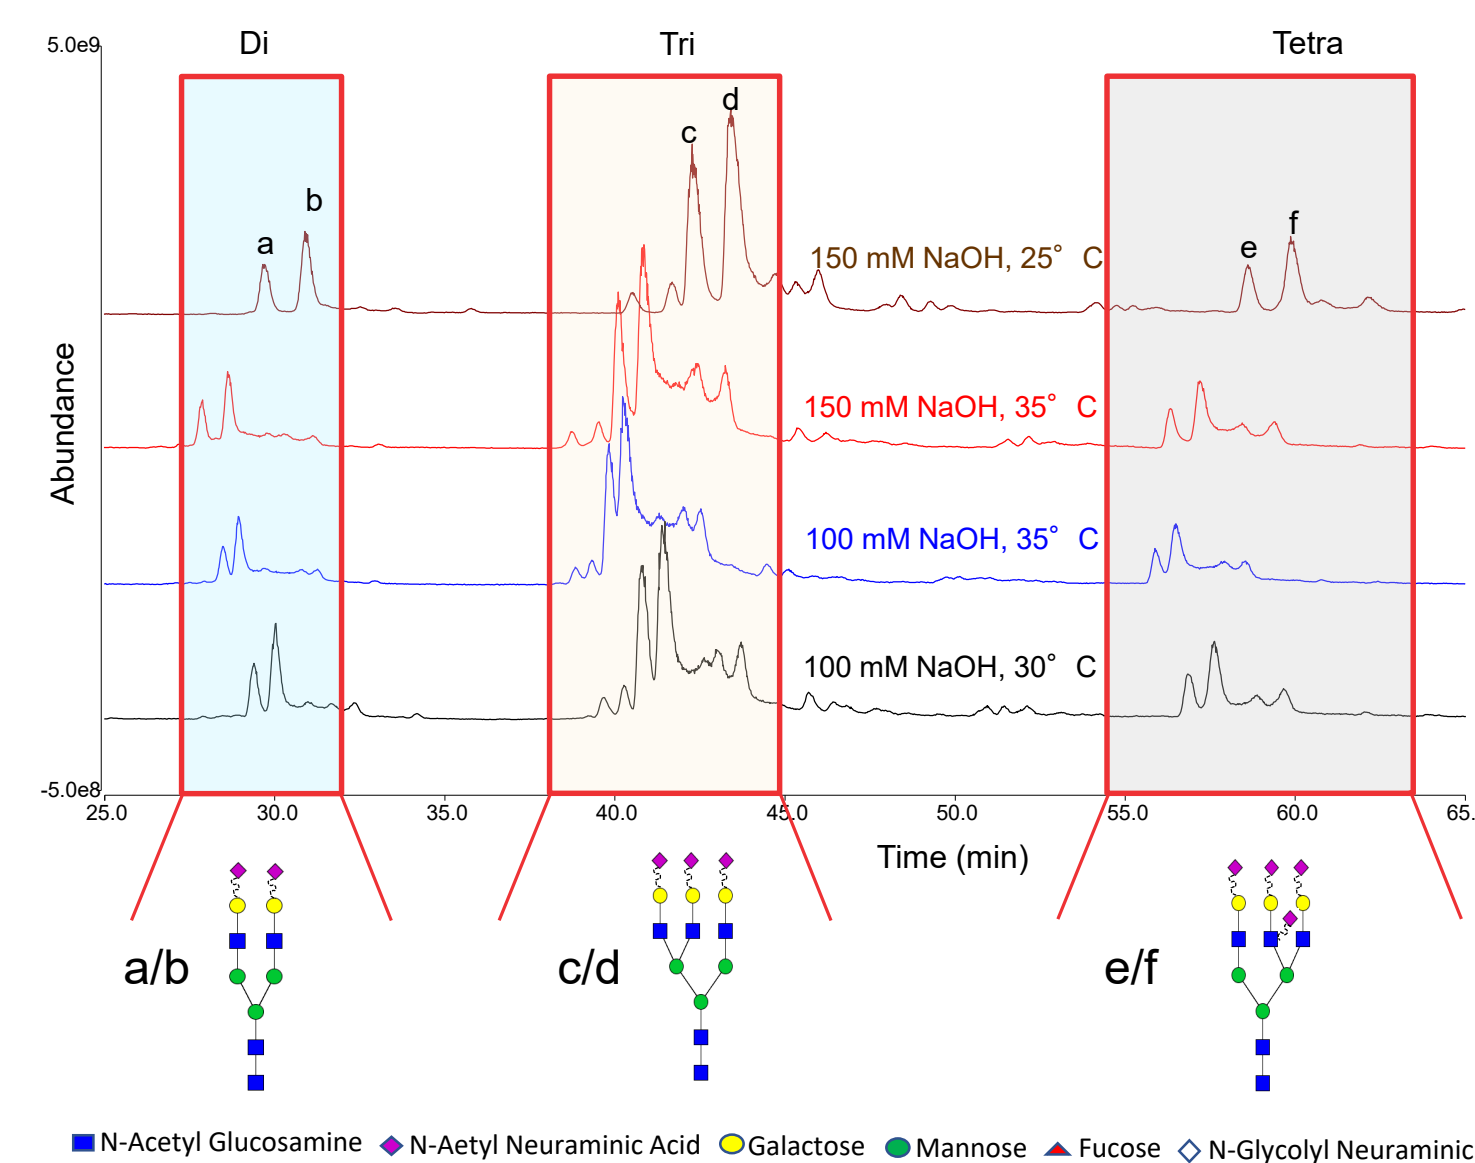 Di Tri Tetra
5.0e9
d
c
b
a
f
e
150 mM NaOH, 25° C
150 mM NaOH, 35° C
100 mM NaOH, 35° C
100 mM NaOH, 30° C
Abundance
-5.0e8
25.0 30.0 35.0 40.0 45.0 50.0 55.0 60.0 65.
Time (min)
a/b c/d e/f
N-Acetyl Glucosamine N-Aetyl Neuraminic Acid Galactose Mannose Fucose N-Glycolyl Neuraminic